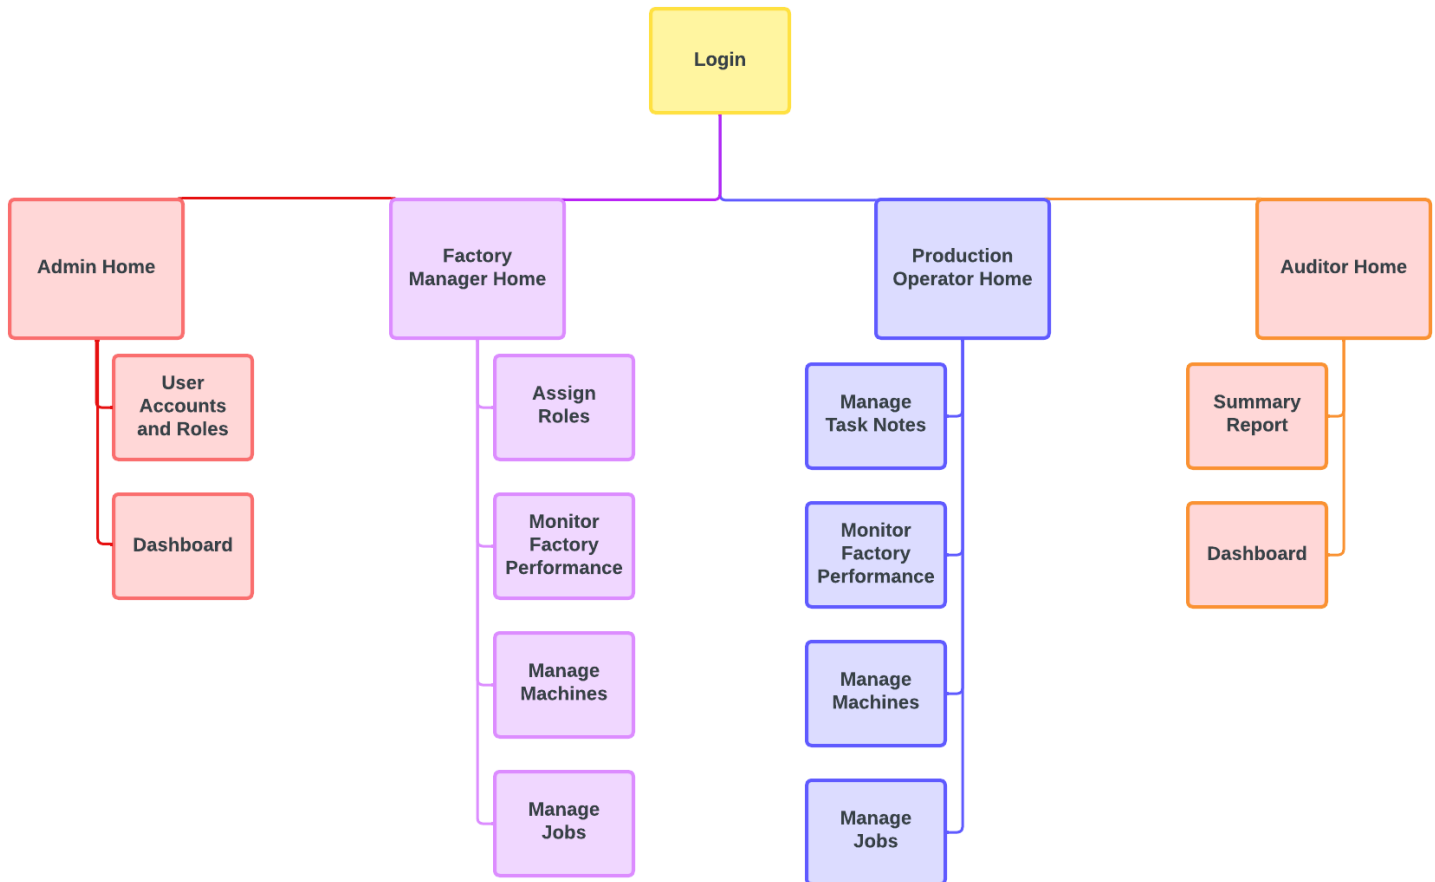 Login
Admin Home
Factory
Manager Home
Production
Operator Home
Auditor Home
User
Accounts
and Roles
Dashboard
Assign
Roles
Monitor
Factory
Performance
Manage
Machines
Manage
Jobs
Manage
Task Notes
Monitor
Factory
Performance
Manage
Machines
Manage
Jobs
Summary
Report
Dashboard